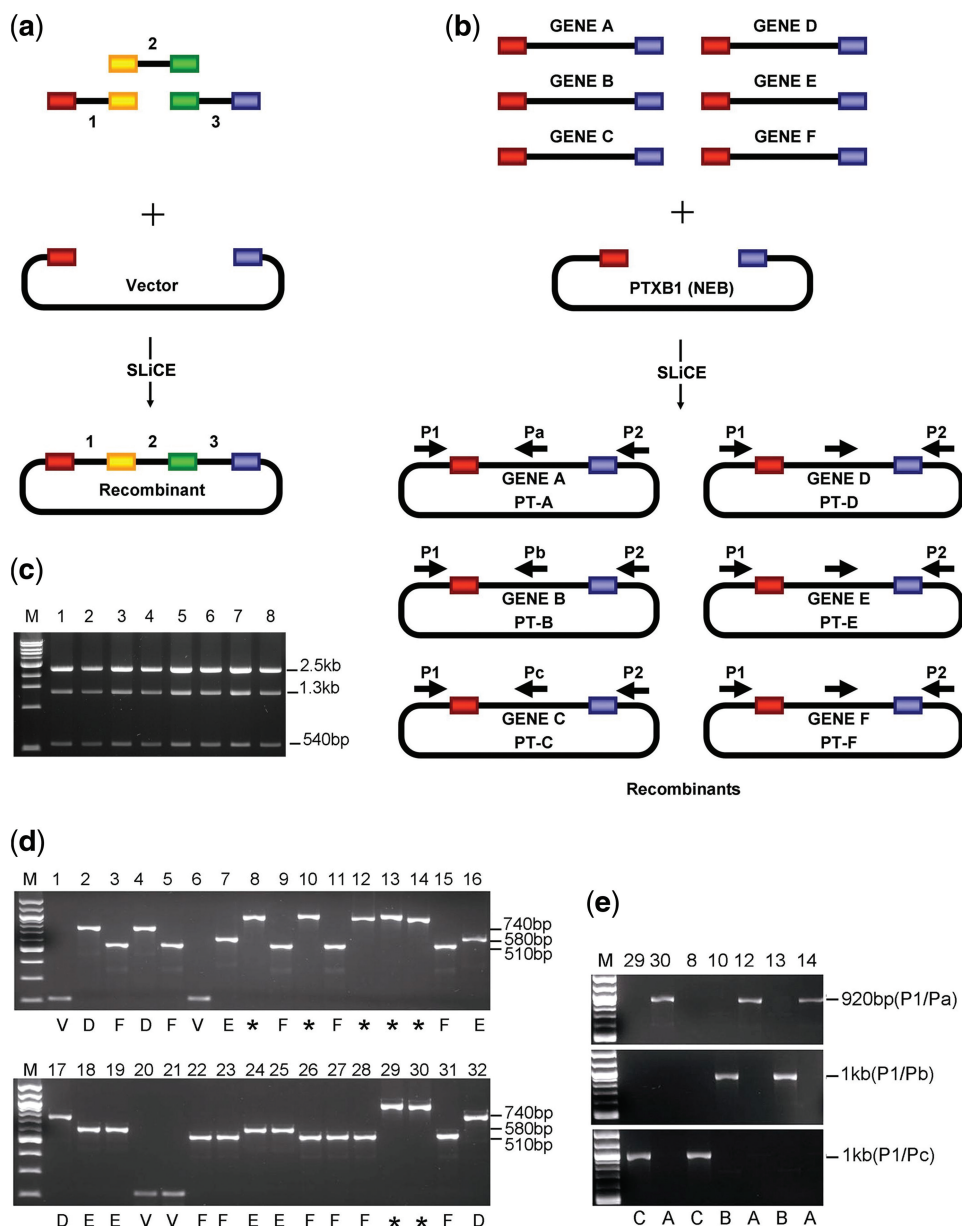 (a)
2
1 3
+
Vector
SLiCE
1 2 3
Recombinant
(b)
GENE A GENE D
GENE B GENE E
GENE C GENE F
+
PTXB1 (NEB)
SLiCE
P1 Pa P2 P1 P2
GENE A GENE D
PT-A PT-D
P1 Pb P2 P1 P2
GENE B GENE E
PT-B PT-E
P1 Pc P2 P1 P2
GENE C GENE F
PT-C PT-F
Recombinants
(c)
M 1 2 3 4 5 6 7 8
2.5kb
1.3kb
540bp
(d)
M 1 2 3 4 5 6 7 8 9 10 11 12 13 14 15 16
740bp
580bp
510bp
V D F D F V E * F * F * * * F E
M 17 18 19 20 21 22 23 24 25 26 27 28 29 30 31 32
740bp
580bp
510bp
D E E V V F F E E F F F * * F D
(e)
M 29 30 8 10 12 13 14
920bp(P1/Pa)
1kb(P1/Pb)
1kb(P1/Pc)
C A C B A B A